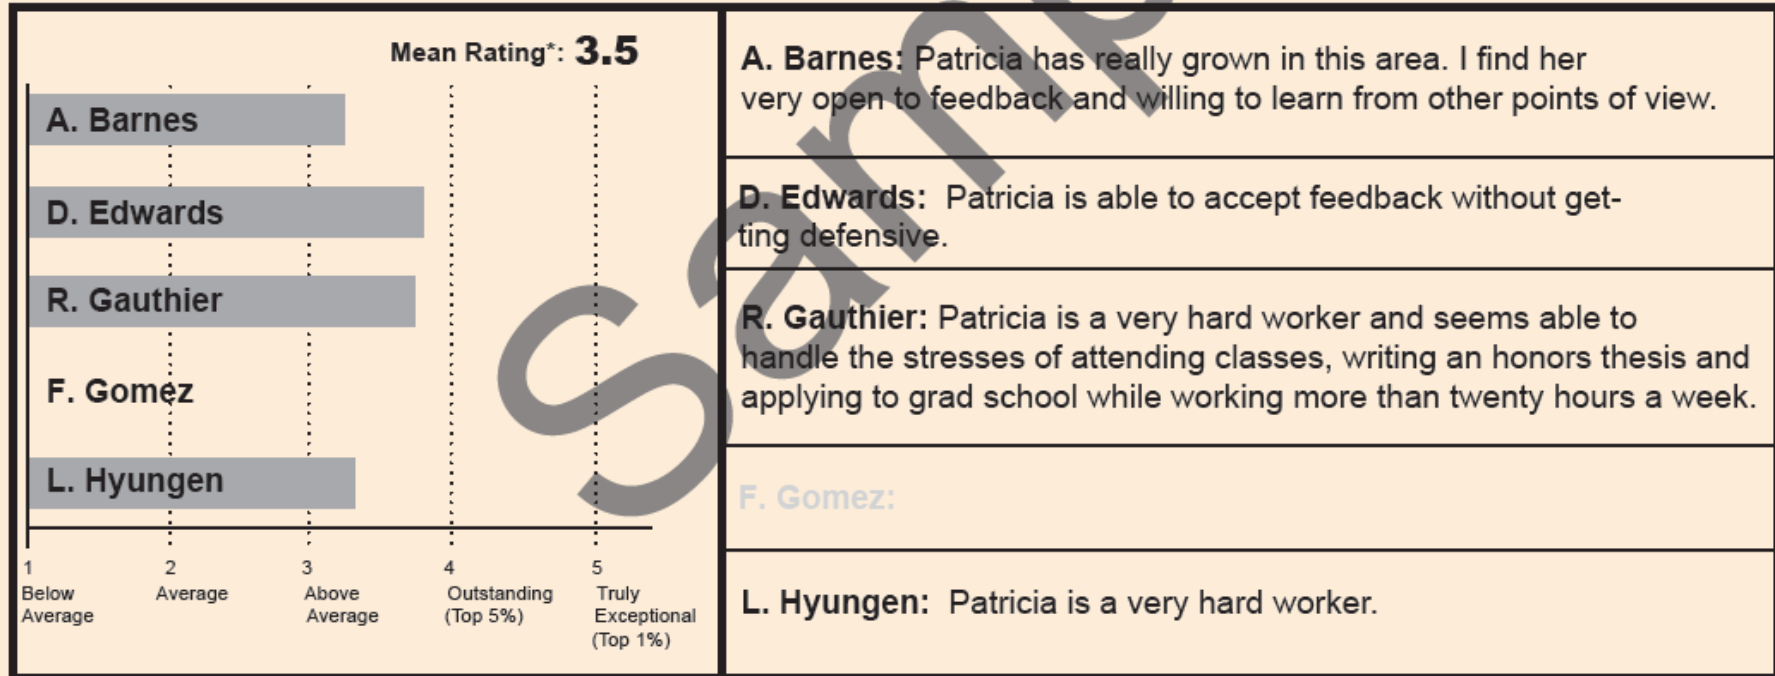 Mean Rating*: 3.5
A. Barnes
D. Edwards
R. Gauthier
F. Gomez
L. Hyungen
1 2 3 4 5
Below Average Above Outstanding Truly
Average Average (Top 5%) Exceptional
(Top 1%)
A. Barnes: Patricia has really grown in this area. I find her
very open to feedback and willing to learn from other points of view.
D. Edwards: Patricia is able to accept feedback without get-
ting defensive.
R. Gauthier: Patricia is a very hard worker and seems able to
handle the stresses of attending classes, writing an honors thesis and
applying to grad school while working more than twenty hours a week.
F. Gomez:
L. Hyungen: Patricia is a very hard worker.
Samp